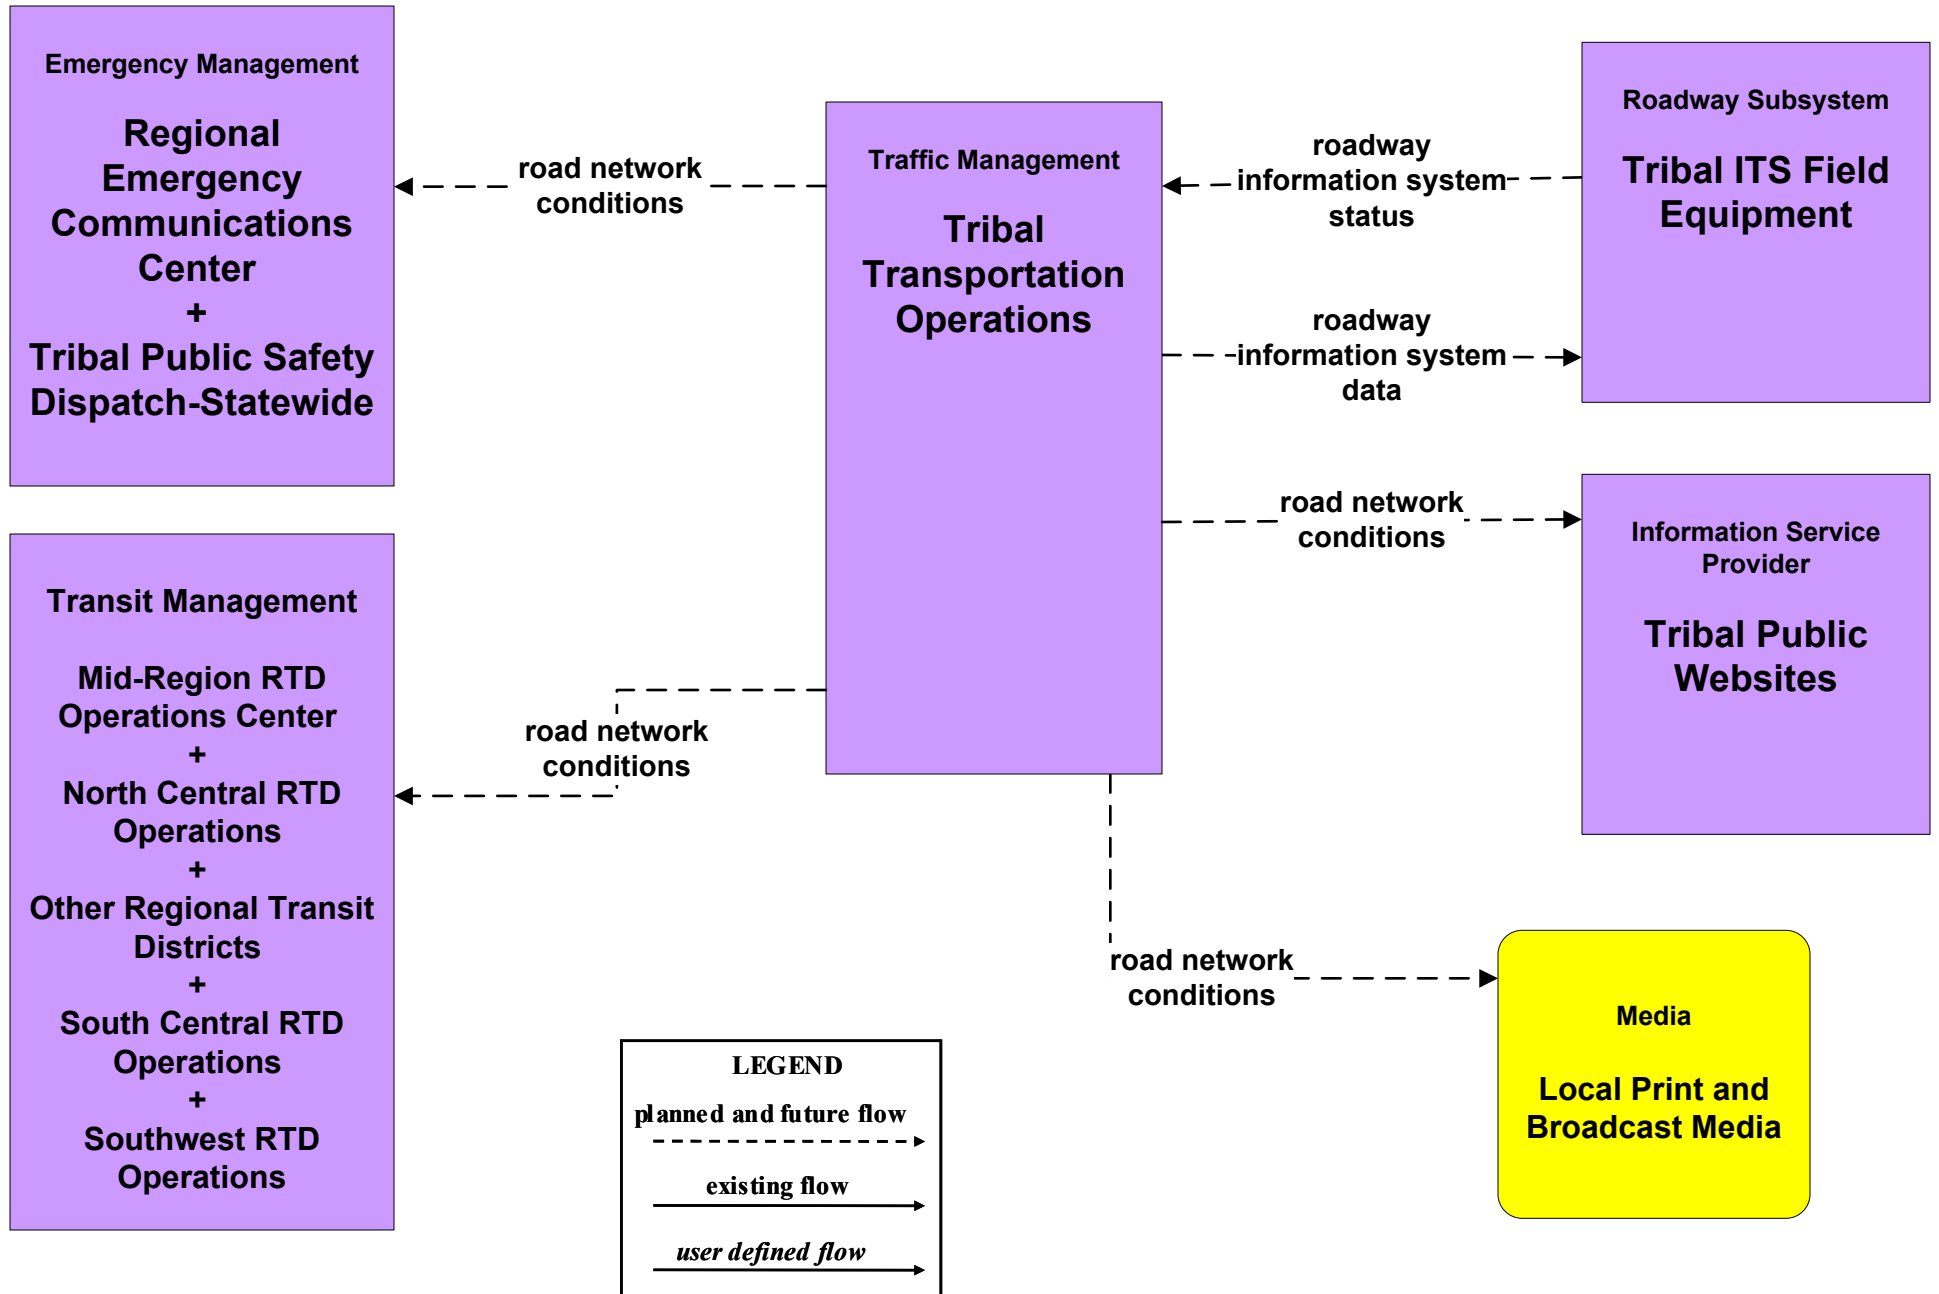 Emergency Management
Regional
Emergency
Communications
Center
+
Tribal Public Safety
Dispatch-Statewide
road network
conditions
Traffic Management
Tribal
Transportation
Operations
roadway
information system
status
roadway
information system
data
Roadway Subsystem
Tribal ITS Field
Equipment
road network
conditions
Information Service
Provider
Tribal Public
Websites
Transit Management
Mid-Region RTD
Operations Center
+
North Central RTD
Operations
+
Other Regional Transit
Districts
+
South Central RTD
Operations
+
Southwest RTD
Operations
road network
conditions
road network
conditions
Media
Local Print and
Broadcast Media
LEGEND
planned and future flow
existing flow
user defined flow